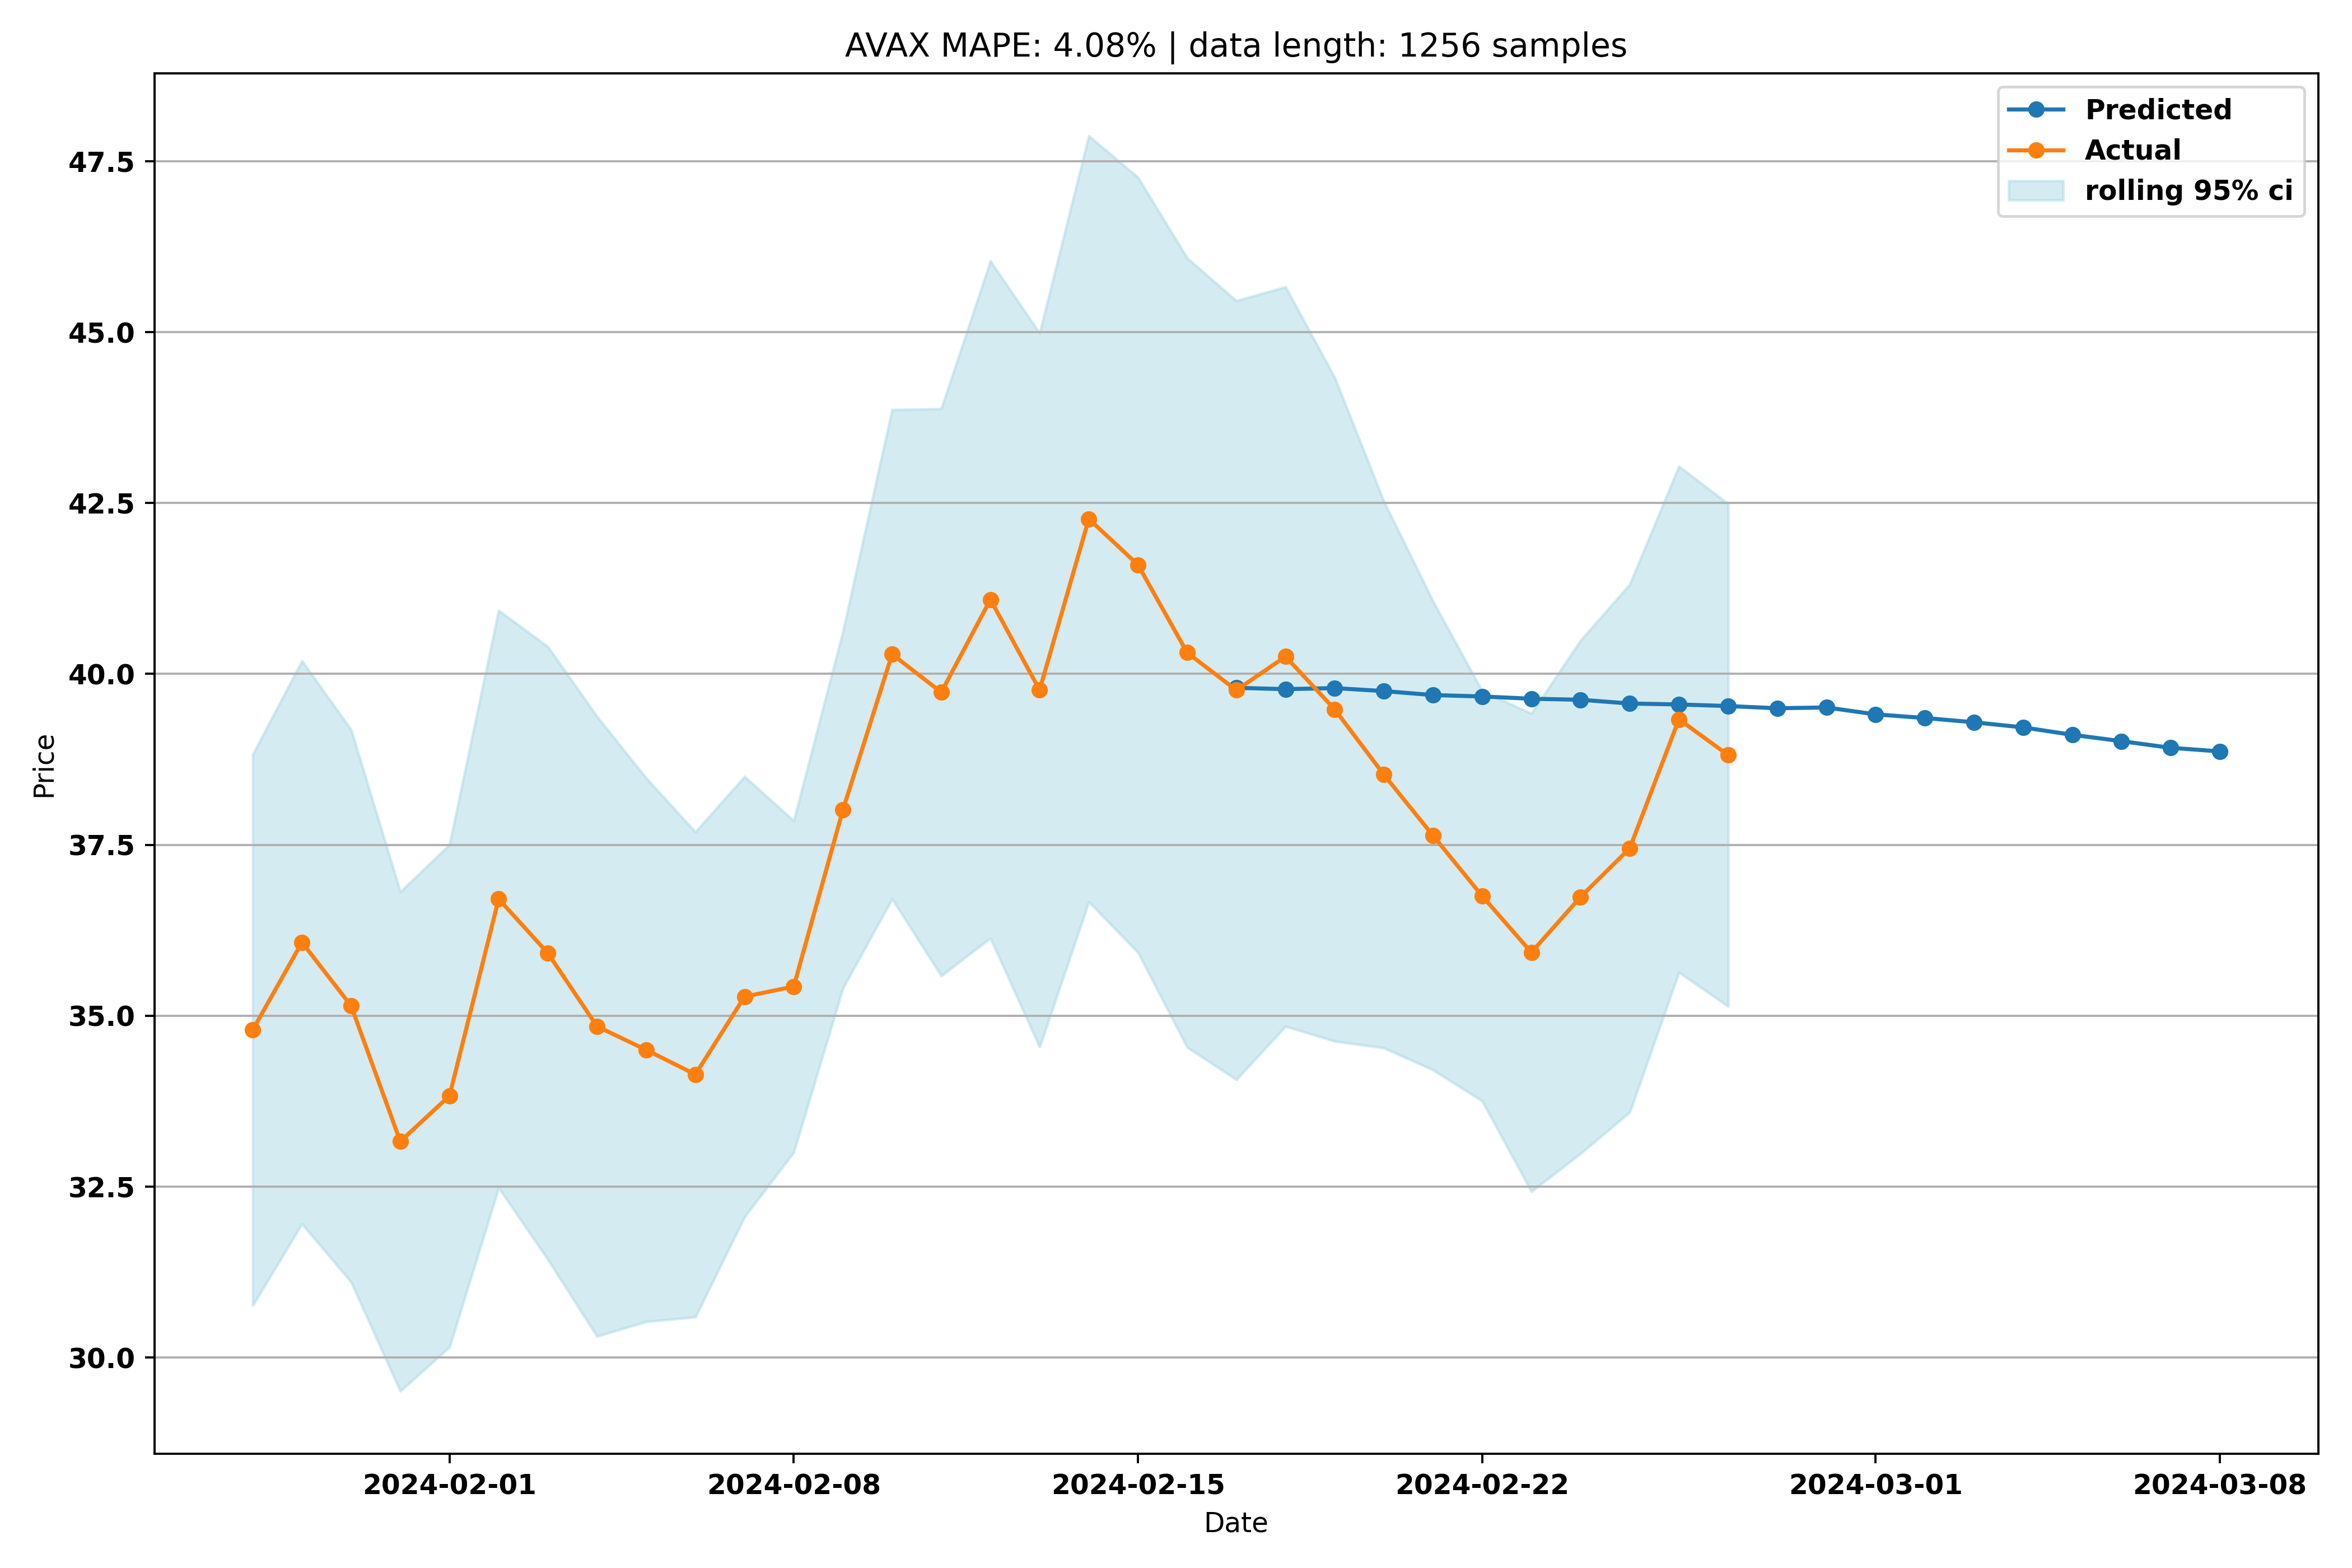 AVAX MAPE: 4.08% | data length: 1256 samples
Predicted
Actual
rolling 95% ci
47.5
45.0
42.5
40.0
37.5
35.0
32.5
30.0
Price
2024-02-01
2024-02-08
2024-02-15
2024-02-22
2024-03-01
2024-03-08
Date